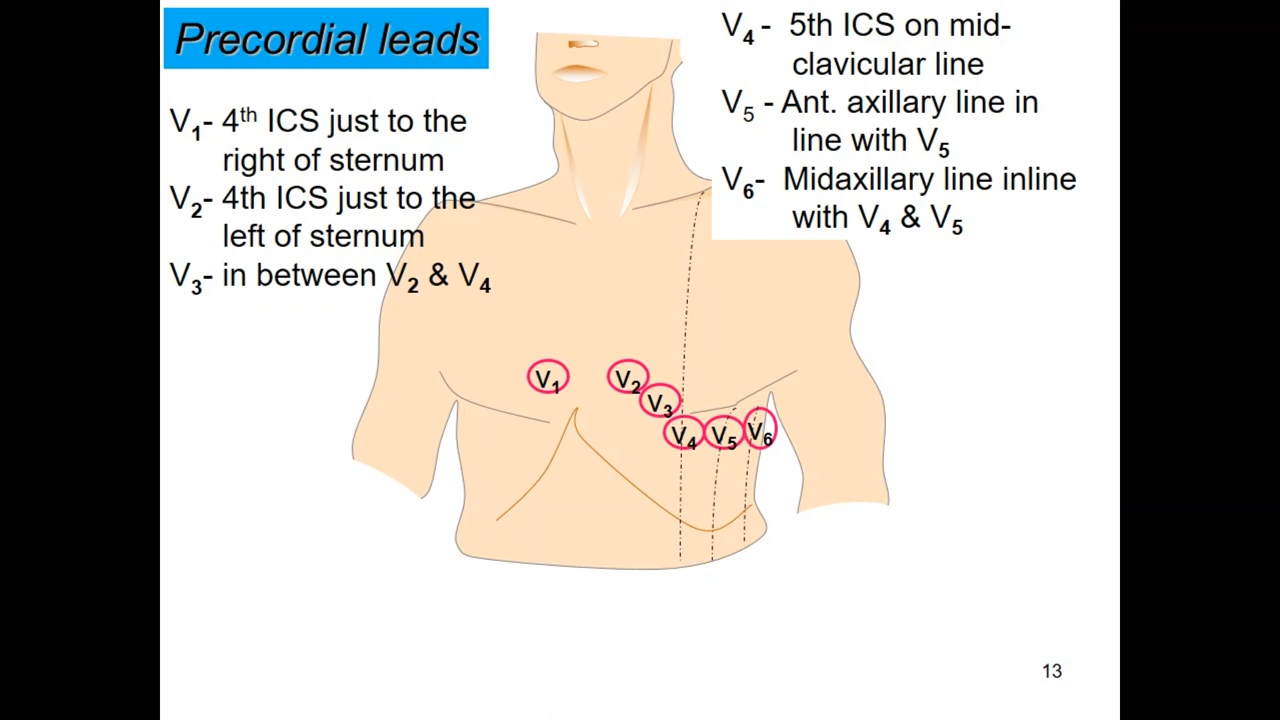 Precordial leads
V₁- 4th ICS just to the
right of sternum
V₂- 4th ICS just to the
left of sternum
V₃- in between V₂ & V₄
V₄ - 5th ICS on mid-
clavicular line
V₅ - Ant. axillary line in
line with V₅
V₆- Midaxillary line inline
with V₄ & V₅
V₁
V₂
V₃
V₄
V₅
V₆
13